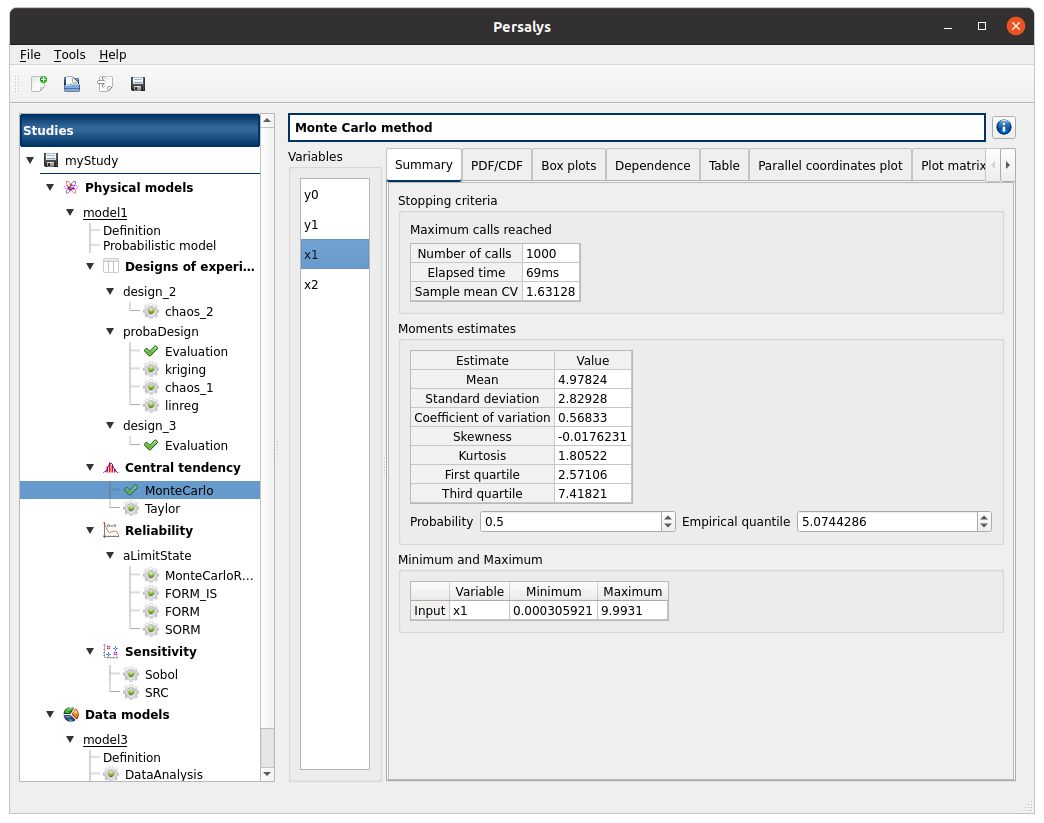 Persalys
File Tools Help
Studies
myStudy
Physical models
model1
Definition
Probabilistic model
Designs of experi...
design_2
chaos_2
probaDesign
Evaluation
kriging
chaos_1
linreg
design_3
Evaluation
Central tendency
MonteCarlo
Taylor
Reliability
aLimitState
MonteCarloR...
FORM_IS
FORM
SORM
Sensitivity
Sobol
SRC
Data models
model3
Definition
DataAnalysis
Monte Carlo method
Variables
y0
y1
x1
x2
Summary PDF/CDF Box plots Dependence Table Parallel coordinates plot Plot matrix
Stopping criteria
Maximum calls reached
Number of calls 1000
Elapsed time 69ms
Sample mean CV 1.63128
Moments estimates
Estimate Value
Mean 4.97824
Standard deviation 2.82928
Coefficient of variation 0.56833
Skewness -0.0176231
Kurtosis 1.80522
First quartile 2.57106
Third quartile 7.41821
Probability 0.5 Empirical quantile 5.0744286
Minimum and Maximum
Variable Minimum Maximum
Input x1 0.000305921 9.9931